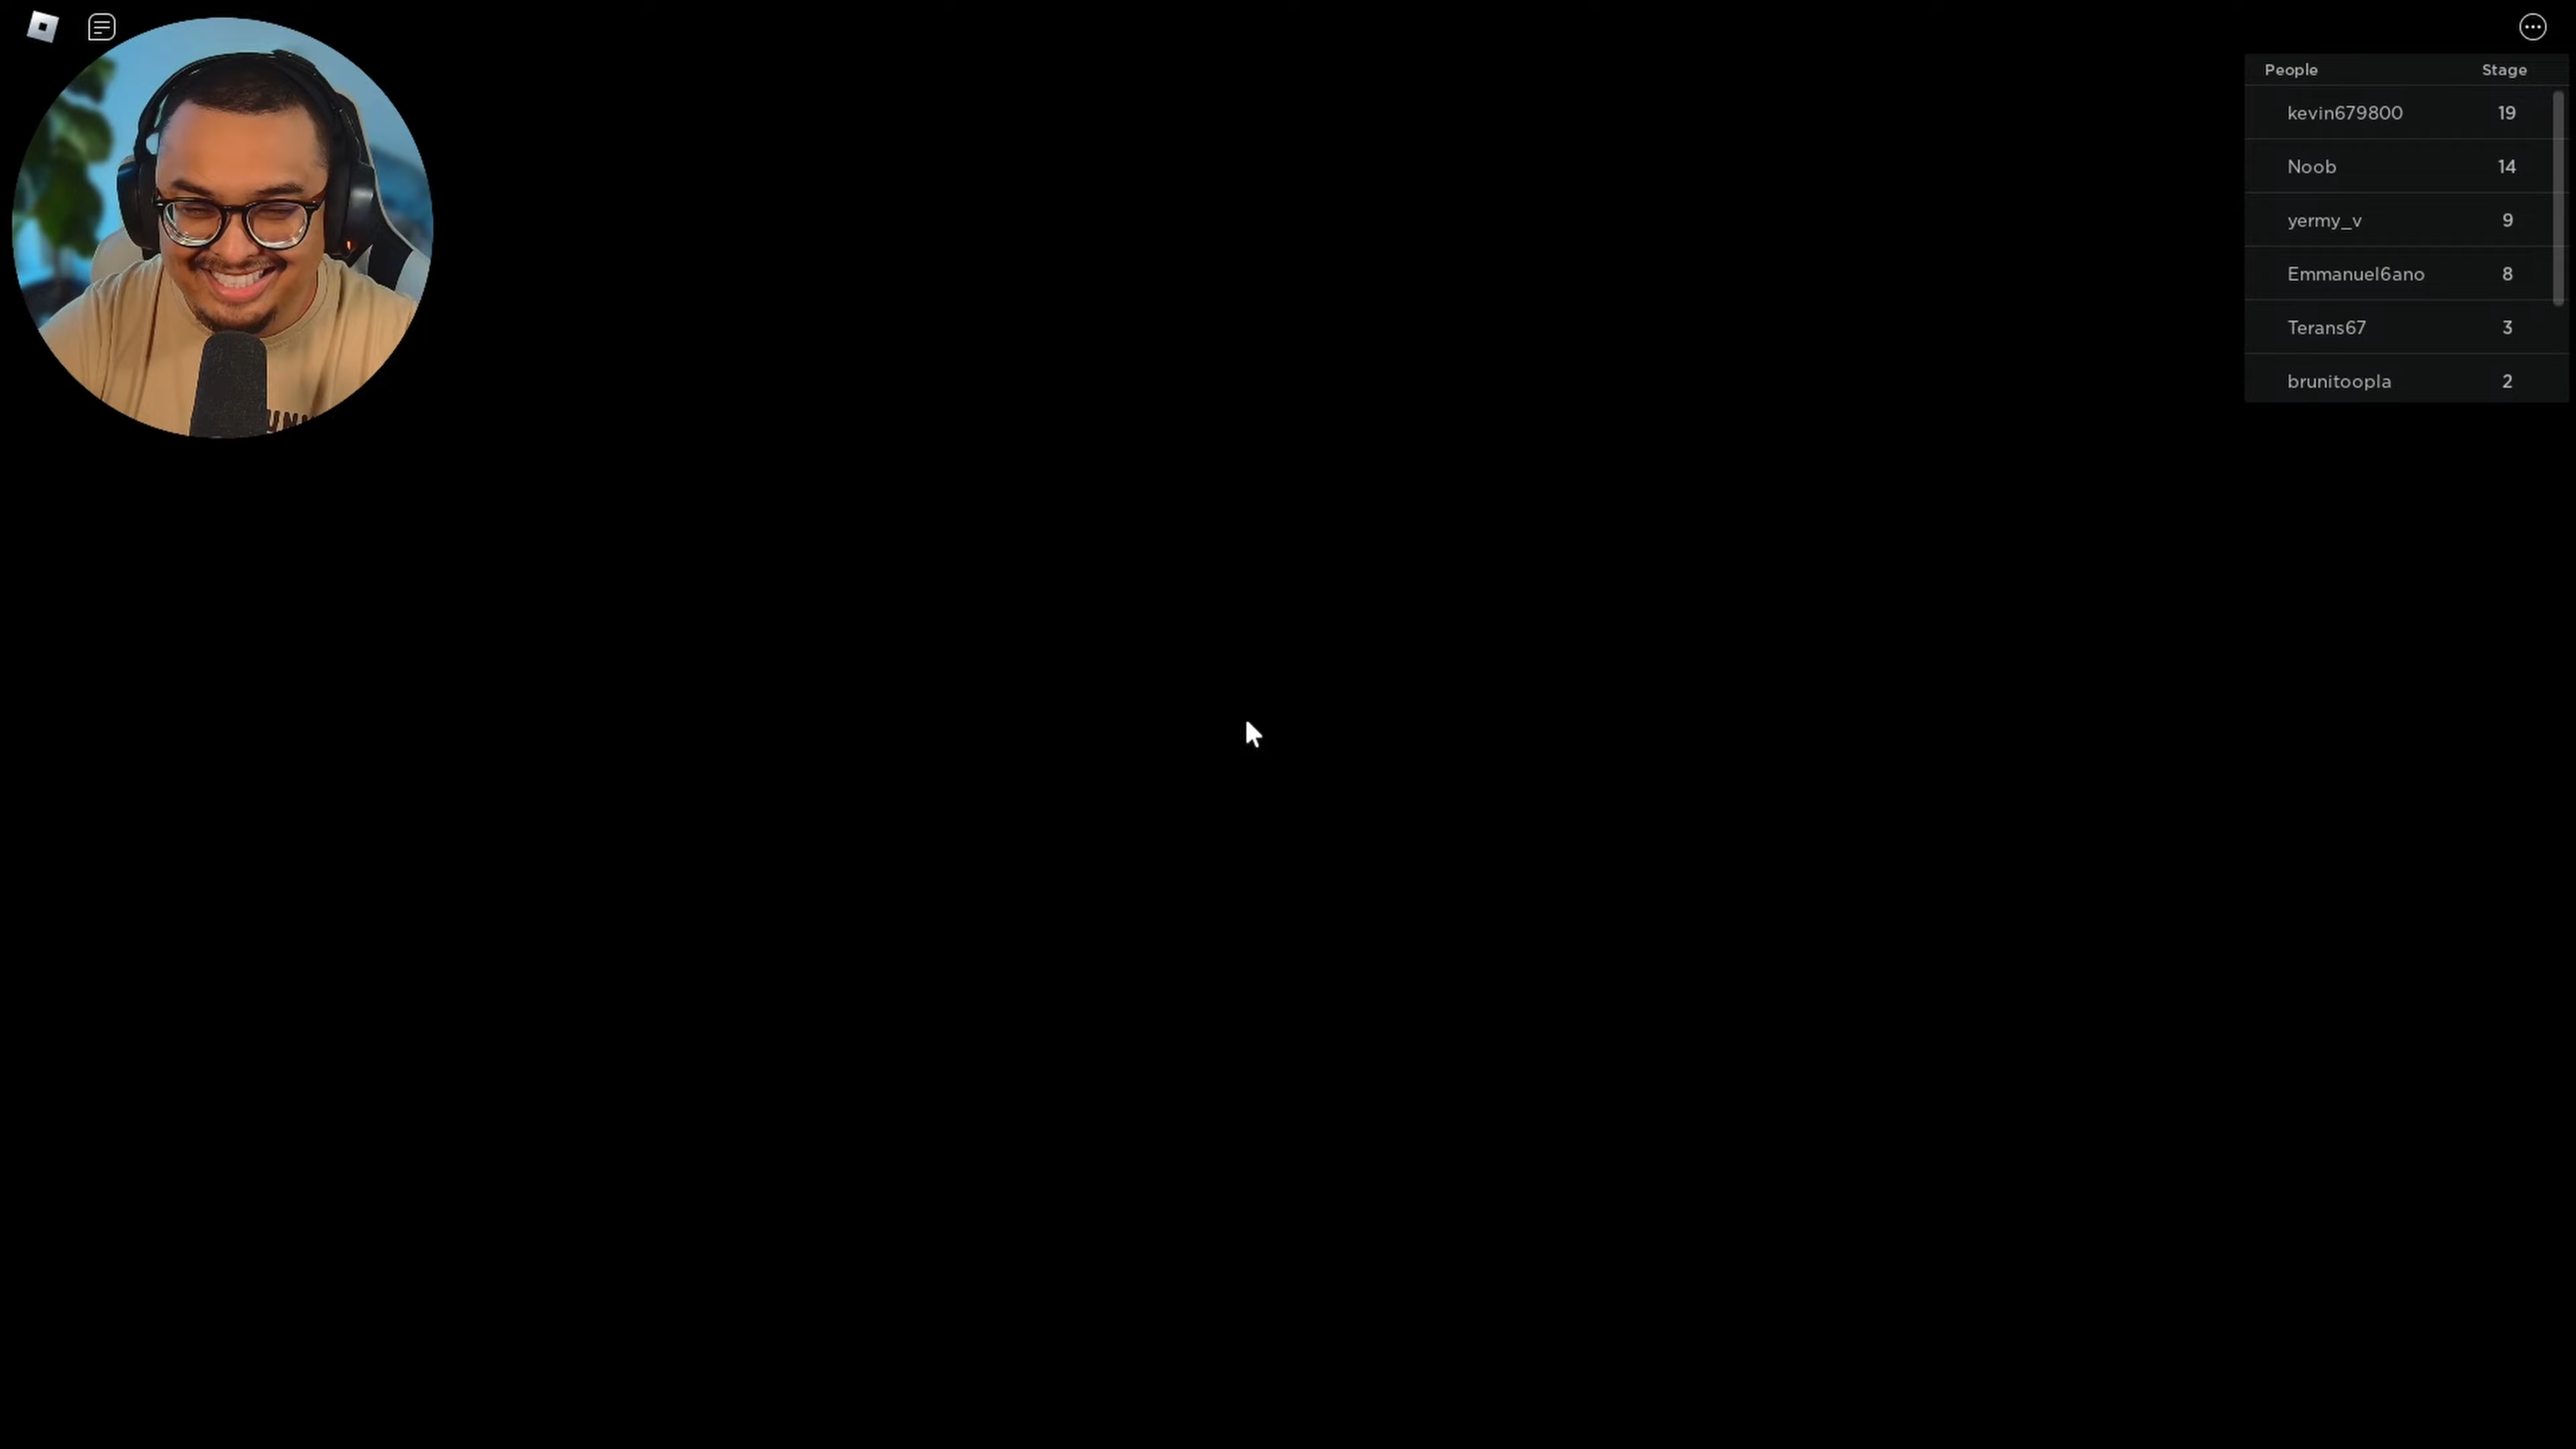 People Stage
kevin679800 19
Noob 14
yermy_v 9
Emmanuel6ano 8
Terans67 3
brunitoopla 2